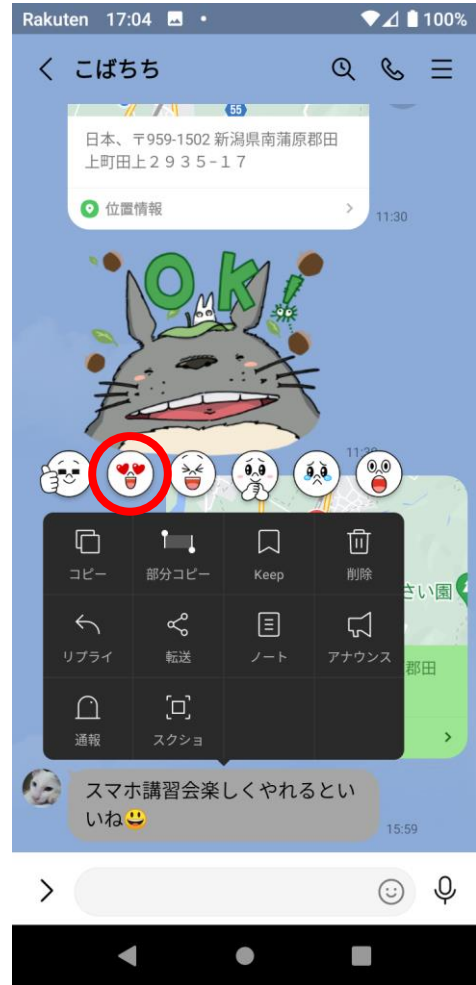 Rakuten 17:04 100%
こばちち
55
日本、〒959-1502 新潟県南蒲原郡田
上町田上２９３５−１７
位置情報
11:30
OK!
コピー 部分コピー Keep 削除
さい園
リプライ 転送 ノート アナウンス
郡田
通報 スクショ
スマホ講習会楽しくやれるとい
いね😃
15:59